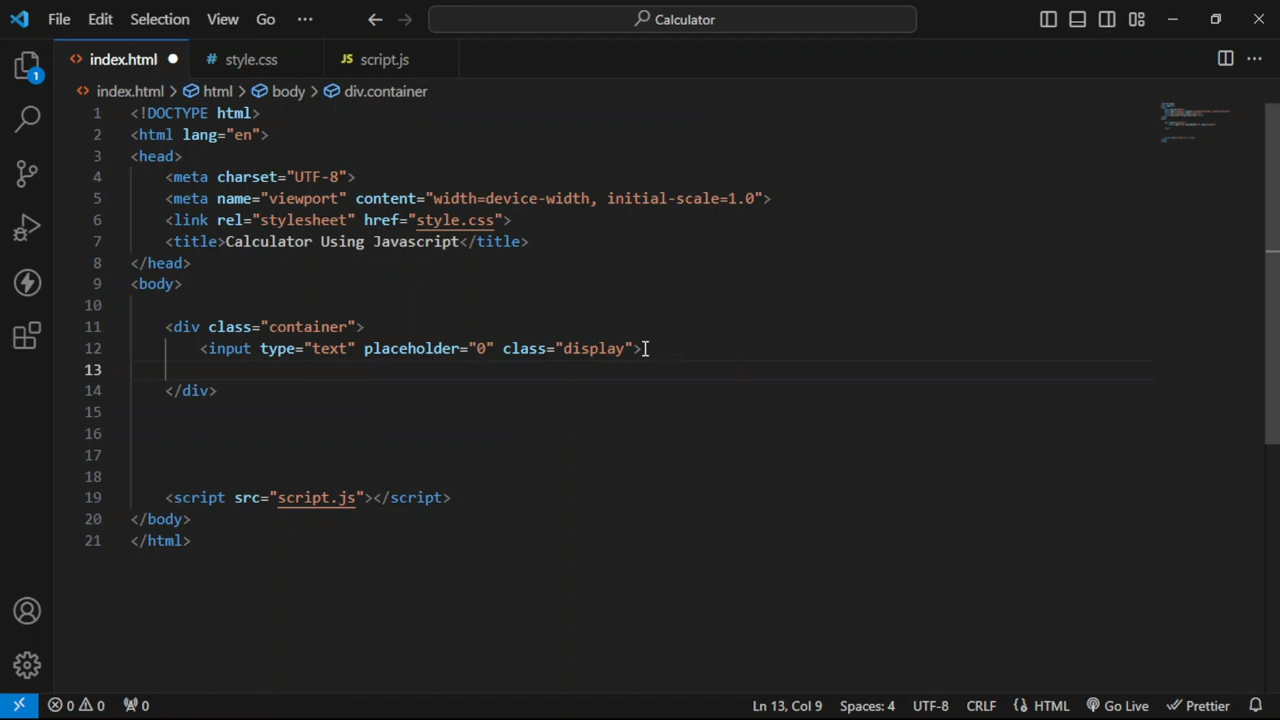 File Edit Selection View Go ··· Calculator
index.html style.css JS script.js ···
1
index.html > html > body > div.container
1 <!DOCTYPE html>
2 <html lang="en">
3 <head>
4 <meta charset="UTF-8">
5 <meta name="viewport" content="width=device-width, initial-scale=1.0">
6 <link rel="stylesheet" href="style.css">
7 <title>Calculator Using Javascript</title>
8 </head>
9 <body>
10
11 <div class="container">
12 <input type="text" placeholder="0" class="display">
13
14 </div>
15
16
17
18
19 <script src="script.js"></script>
20 </body>
21 </html>
0 0 0 Ln 13, Col 9 Spaces: 4 UTF-8 CRLF HTML Go Live Prettier